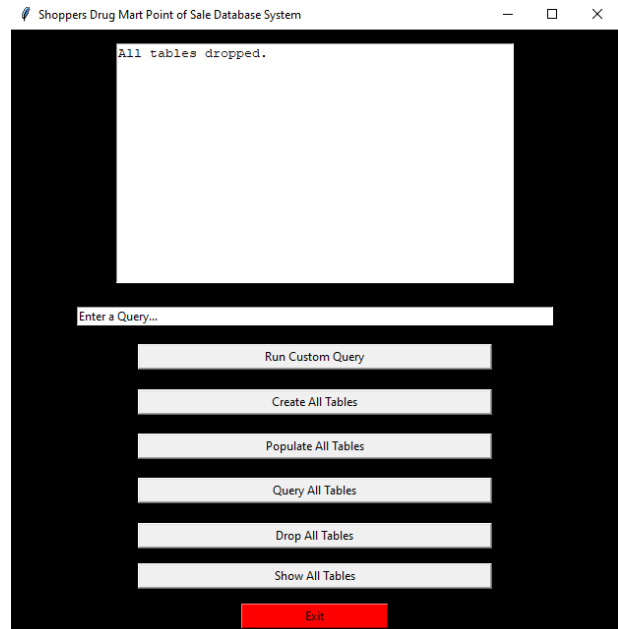 Shoppers Drug Mart Point of Sale Database System
All tables dropped.
Enter a Query...
Run Custom Query
Create All Tables
Populate All Tables
Query All Tables
Drop All Tables
Show All Tables
Exit